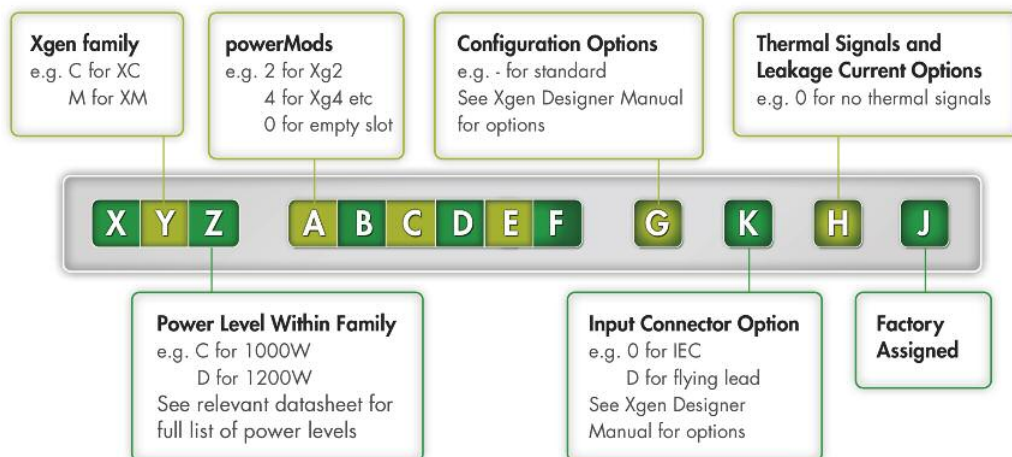 Xgen family
e.g. C for XC
M for XM
powerMods
e.g. 2 for Xg2
4 for Xg4 etc
0 for empty slot
Configuration Options
e.g. - for standard
See Xgen Designer Manual
for options
Thermal Signals and
Leakage Current Options
e.g. 0 for no thermal signals
X Y Z A B C D E F G K H J
Power Level Within Family
e.g. C for 1000W
D for 1200W
See relevant datasheet for
full list of power levels
Input Connector Option
e.g. 0 for IEC
D for flying lead
See Xgen Designer
Manual for options
Factory
Assigned